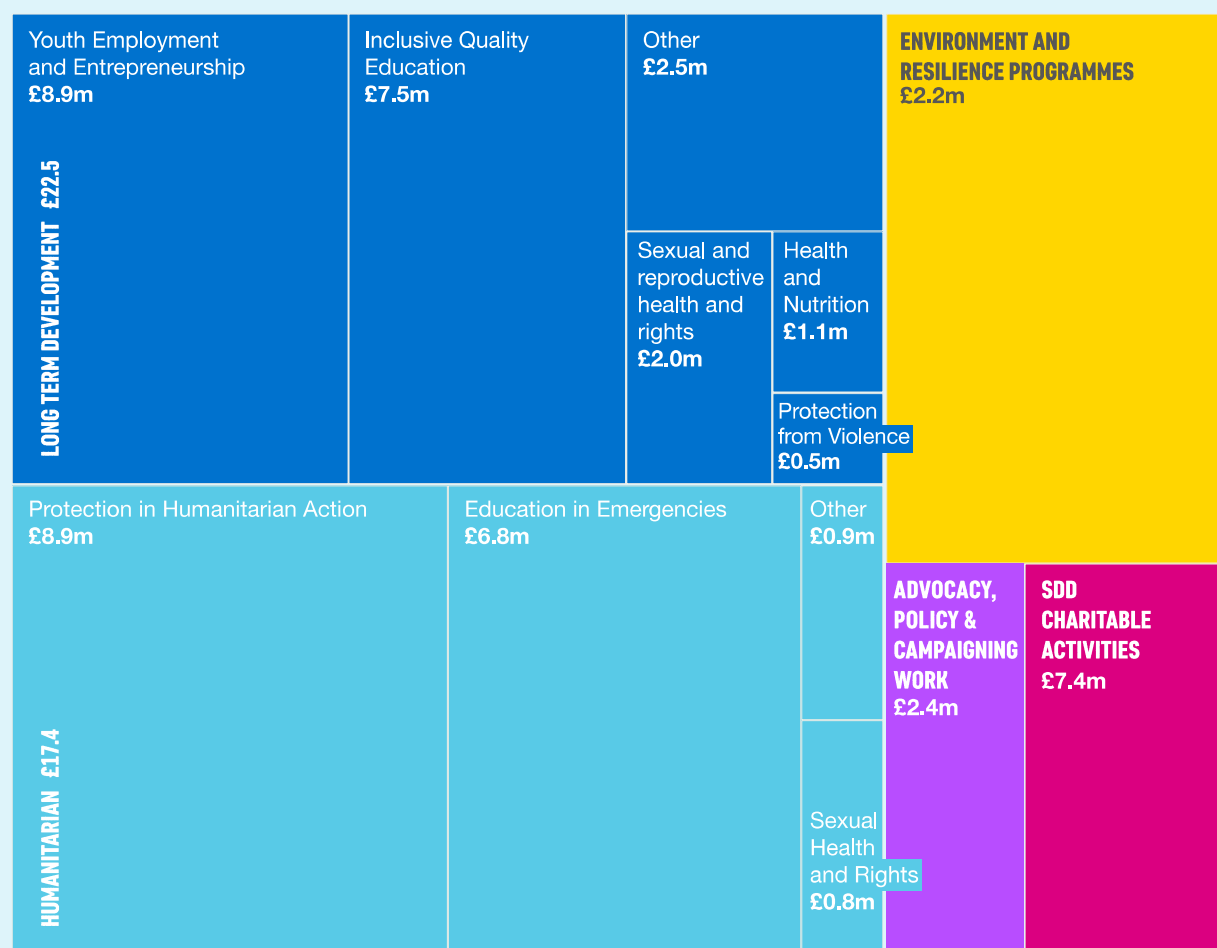 Youth Employment
and Entrepreneurship
£8.9m
Inclusive Quality
Education
£7.5m
Other
£2.5m
Sexual and
reproductive
health and
rights
£2.0m
Health
and
Nutrition
£1.1m
Protection
from Violence
£0.5m
LONG TERM DEVELOPMENT £22.5
ENVIRONMENT AND
RESILIENCE PROGRAMMES
£2.2m
Protection in Humanitarian Action
£8.9m
Education in Emergencies
£6.8m
Other
£0.9m
Sexual
Health
and Rights
£0.8m
HUMANITARIAN £17.4
ADVOCACY,
POLICY &
CAMPAIGNING
WORK
£2.4m
SDD
CHARITABLE
ACTIVITIES
£7.4m